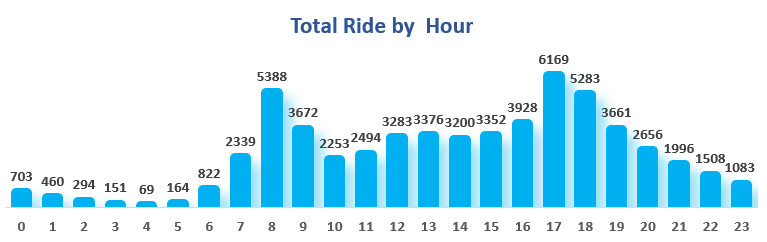 Total Ride by  Hour
703 460 294 151 69 164 822 2339 5388 3672 2253 2494 3283 3376 3200 3352 3928 6169 5283 3661 2656 1996 1508 1083
0 1 2 3 4 5 6 7 8 9 10 11 12 13 14 15 16 17 18 19 20 21 22 23